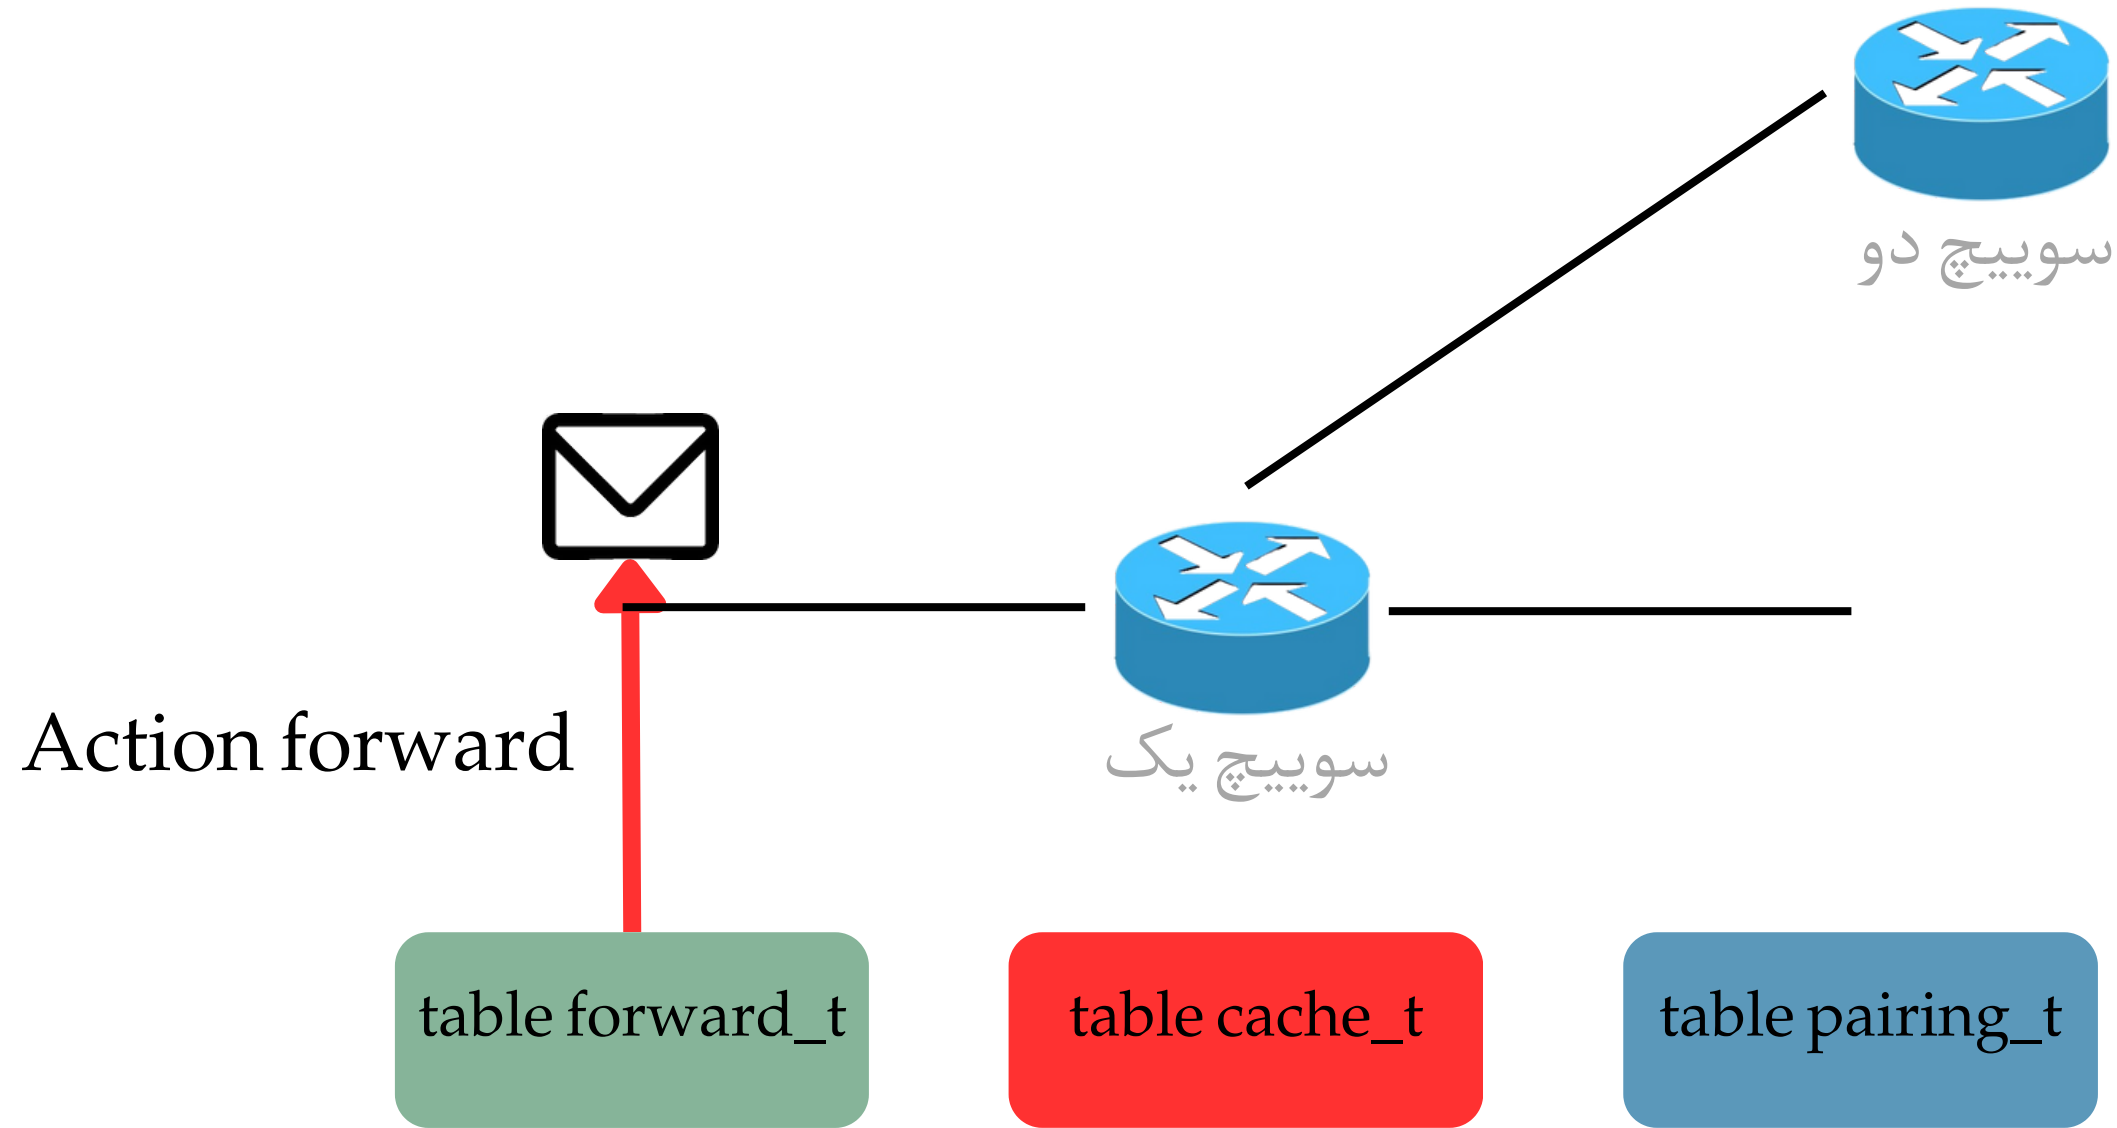 سوییچ دو
Action forward
سوییچ یک
table forward_t
table cache_t
table pairing_t